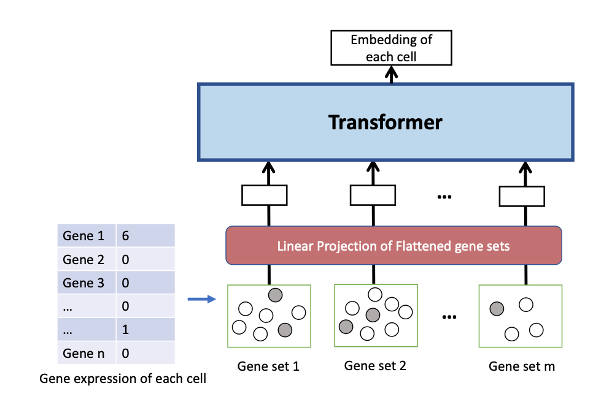 Embedding of
each cell
Transformer
...
Linear Projection of Flattened gene sets
Gene 1 6
Gene 2 0
Gene 3 0
... 0
... 1
Gene n 0
...
Gene set 1
Gene set 2
Gene set m
Gene expression of each cell